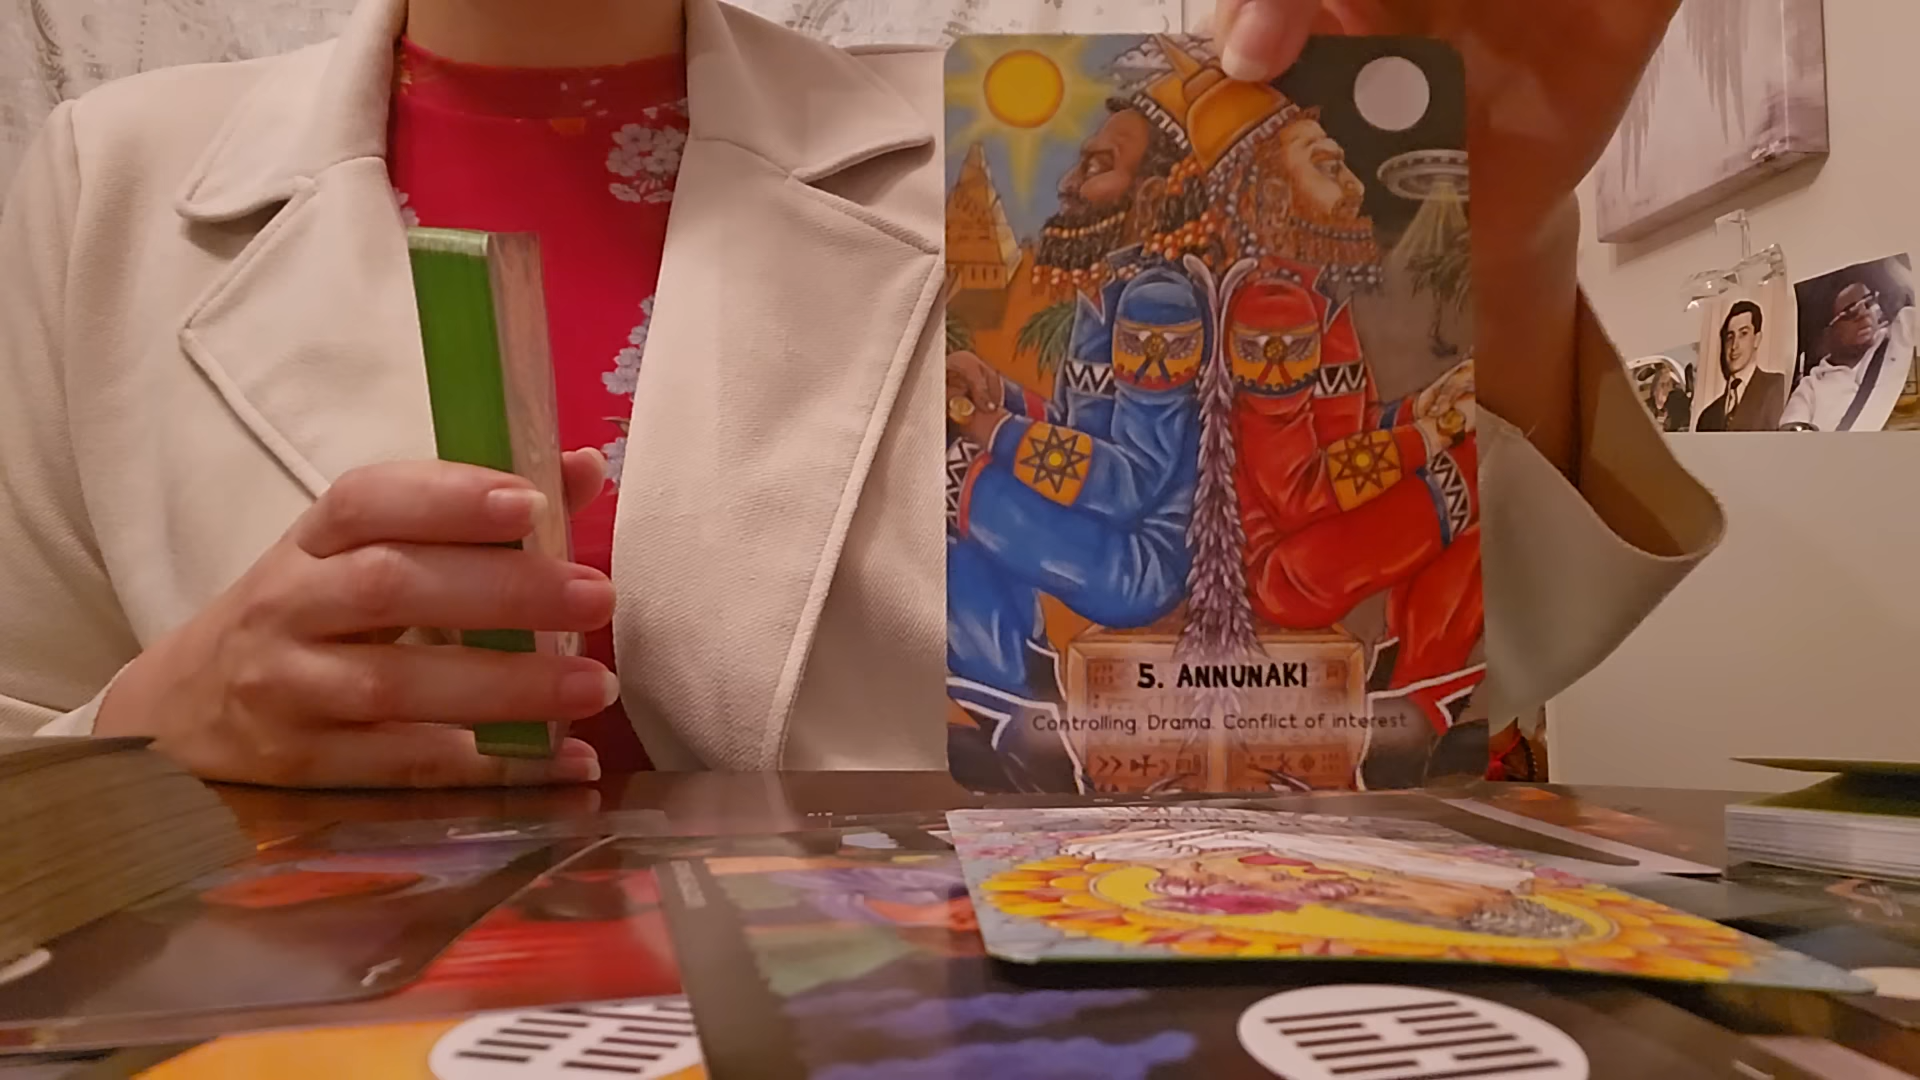 5. ANNUNAKI
Controlling. Drama. Conflict of interest.